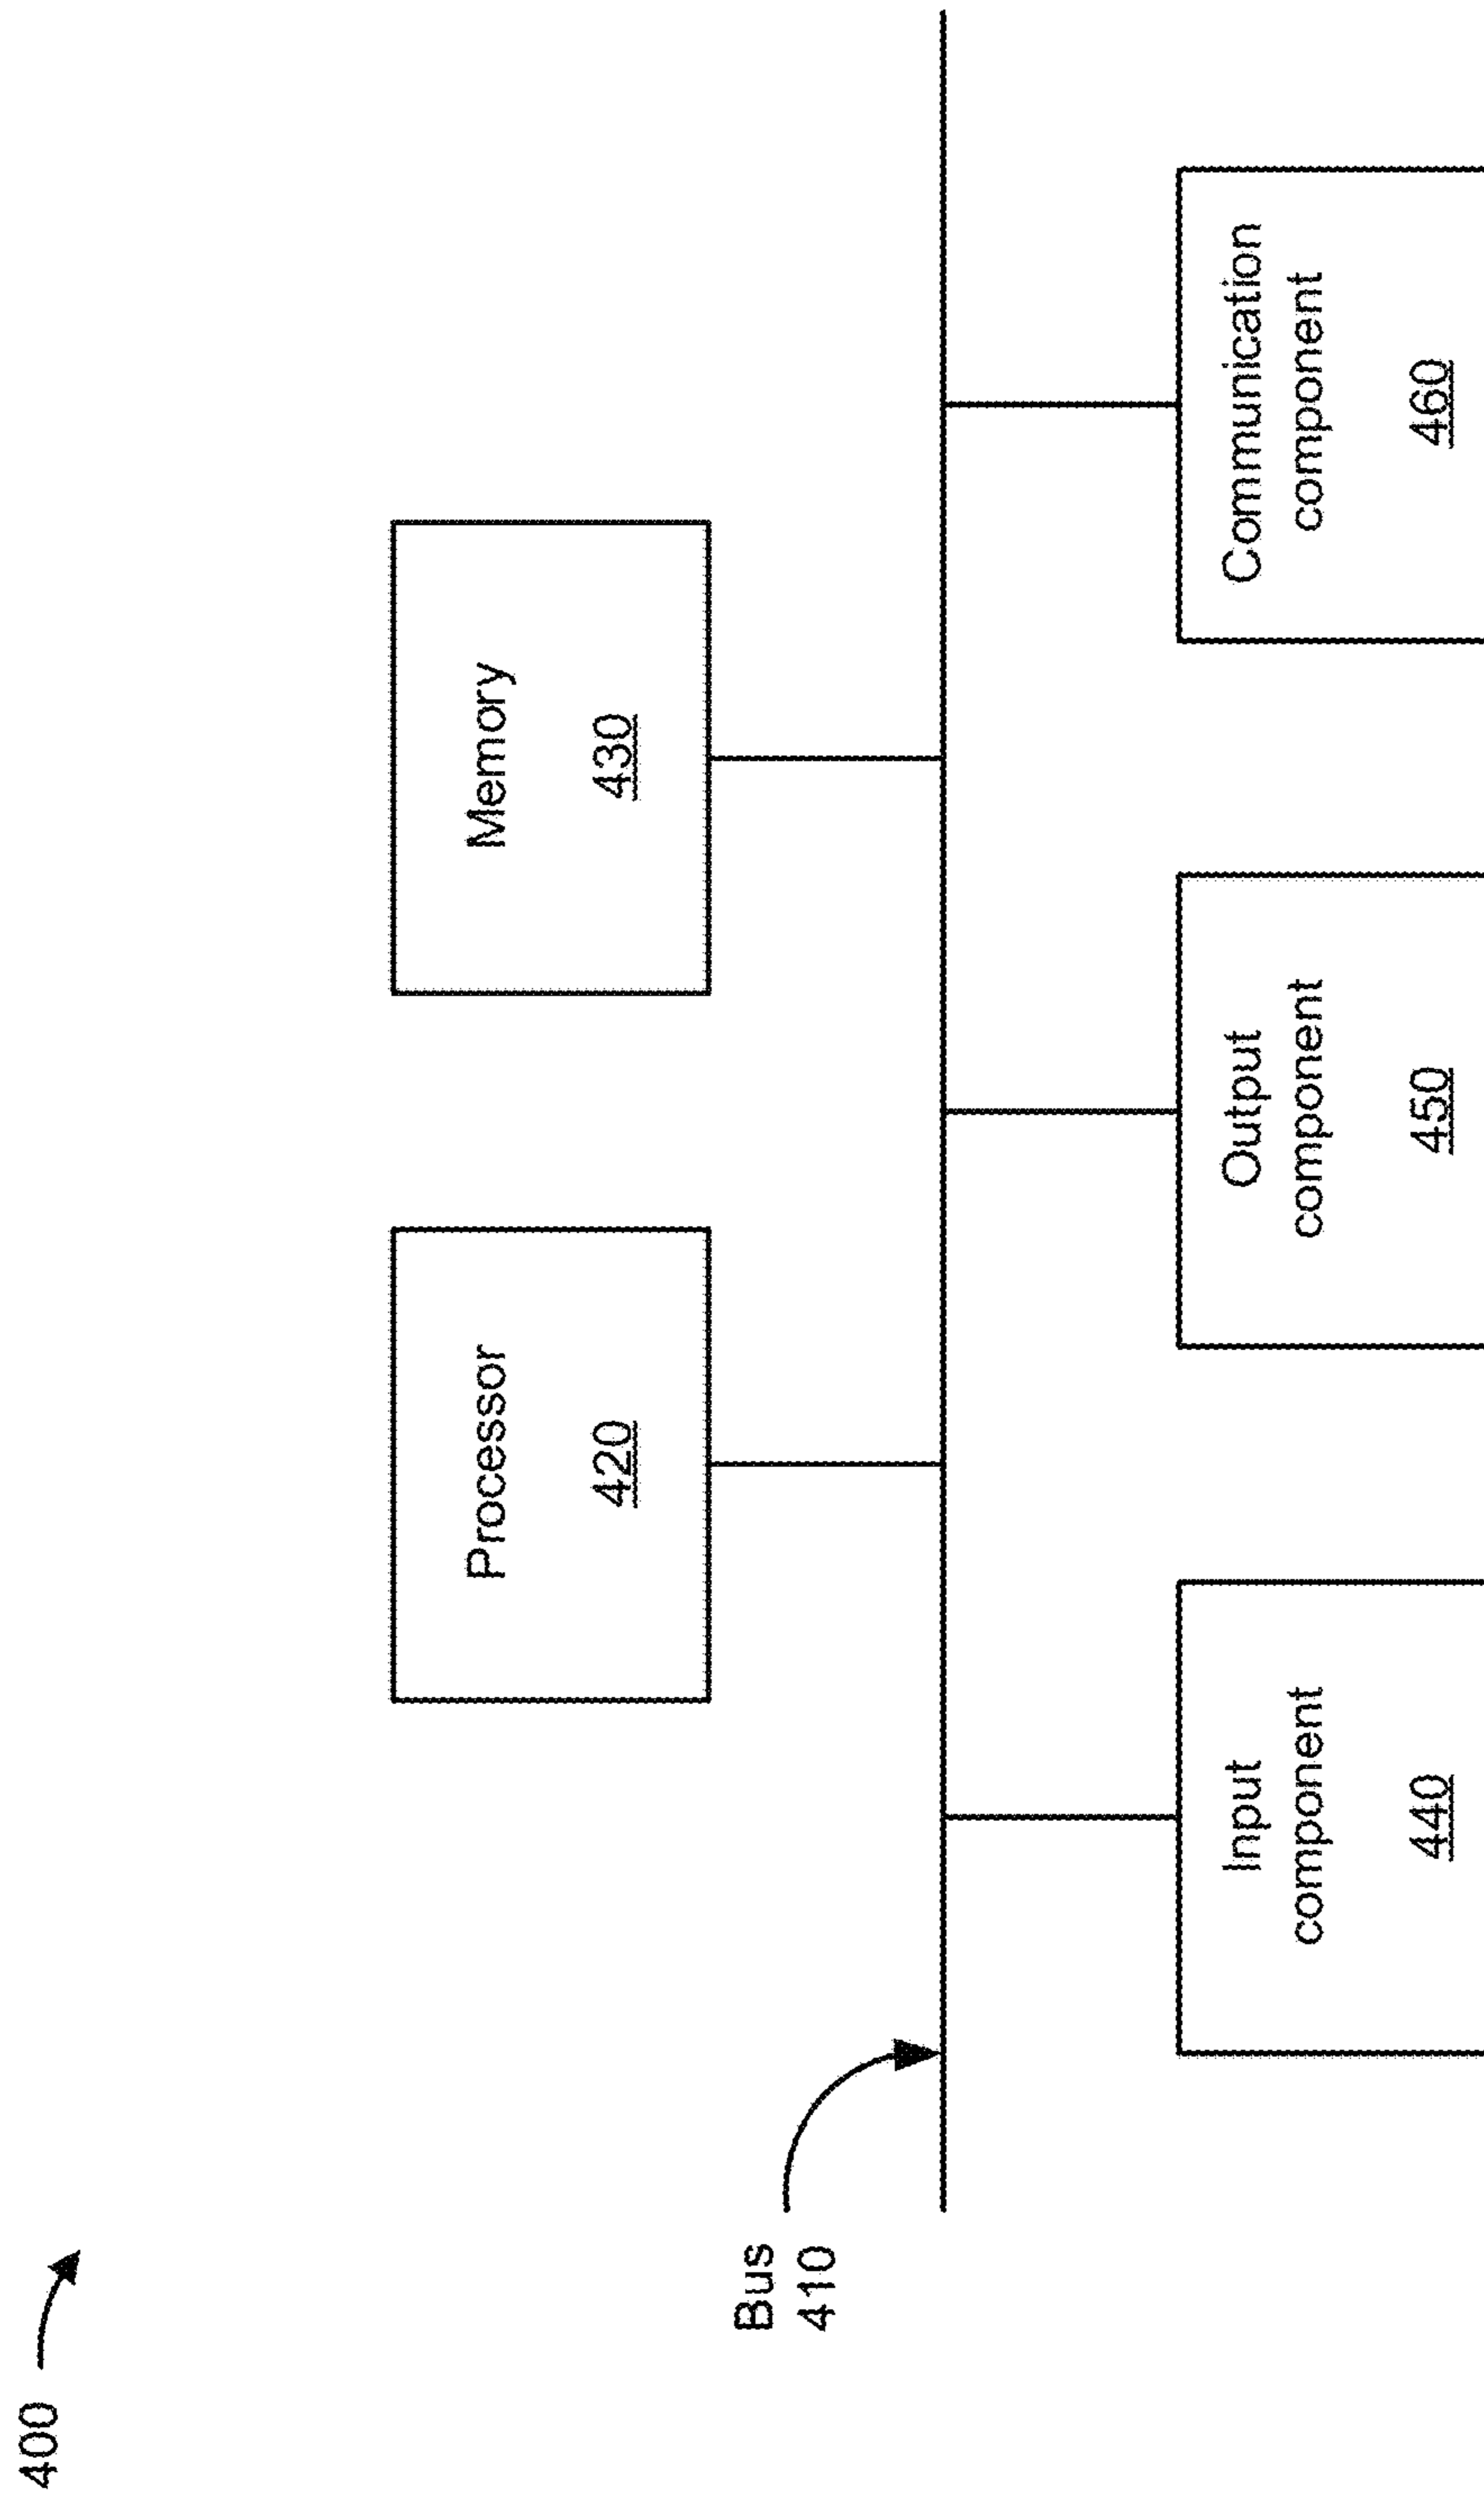 400
Processor
420
Memory
430
Bus
410
Input
component
440
Output
component
450
Communication
component
460